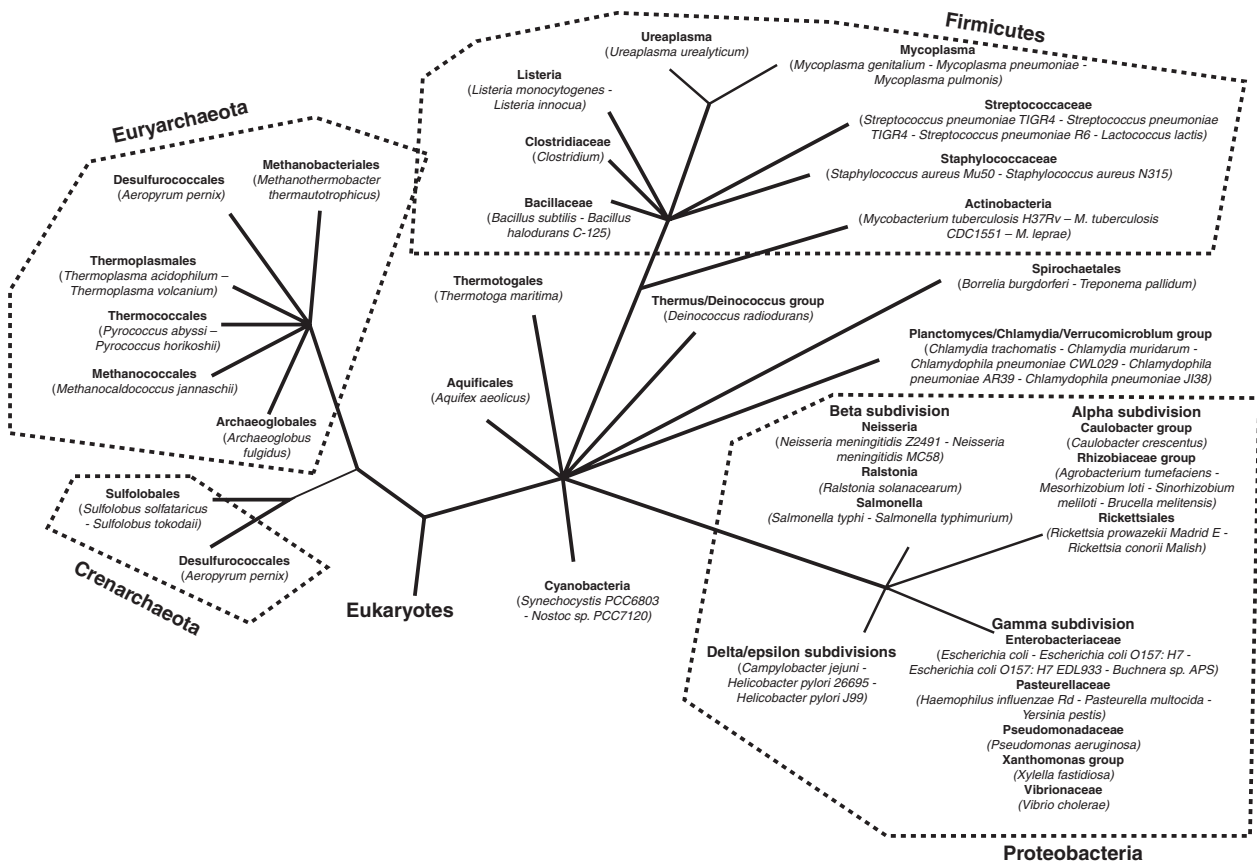 Firmicutes
Ureaplasma
(Ureaplasma urealyticum)
Mycoplasma
(Mycoplasma genitalium - Mycoplasma pneumoniae -
Mycoplasma pulmonis)
Listeria
(Listeria monocytogenes -
Listeria innocua)
Streptococcaceae
(Streptococcus pneumoniae TIGR4 - Streptococcus pneumoniae
TIGR4 - Streptococcus pneumoniae R6 - Lactococcus lactis)
Clostridiaceae
(Clostridium)
Staphylococcaceae
(Staphylococcus aureus Mu50 - Staphylococcus aureus N315)
Bacillaceae
(Bacillus subtilis - Bacillus
halodurans C-125)
Actinobacteria
(Mycobacterium tuberculosis H37Rv – M. tuberculosis
CDC1551 – M. leprae)
Euryarchaeota
Desulfurococcales
(Aeropyrum pernix)
Methanobacteriales
(Methanothermobacter
thermautotrophicus)
Thermoplasmales
(Thermoplasma acidophilum –
Thermoplasma volcanium)
Thermococcales
(Pyrococcus abyssi –
Pyrococcus horikoshii)
Methanococcales
(Methanocaldococcus jannaschii)
Archaeoglobales
(Archaeoglobus
fulgidus)
Thermotogales
(Thermotoga maritima)
Thermus/Deinococcus group
(Deinococcus radiodurans)
Spirochaetales
(Borrelia burgdorferi - Treponema pallidum)
Planctomyces/Chlamydia/Verrucomicroblum group
(Chlamydia trachomatis - Chlamydia muridarum -
Chlamydophila pneumoniae CWL029 - Chlamydophila
pneumoniae AR39 - Chlamydophila pneumoniae JI38)
Aquificales
(Aquifex aeolicus)
Sulfolobales
(Sulfolobus solfataricus
- Sulfolobus tokodaii)
Desulfurococcales
(Aeropyrum pernix)
Crenarchaeota
Eukaryotes
Cyanobacteria
(Synechocystis PCC6803
- Nostoc sp. PCC7120)
Beta subdivision
Neisseria
(Neisseria meningitidis Z2491 - Neisseria
meningitidis MC58)
Ralstonia
(Ralstonia solanacearum)
Salmonella
(Salmonella typhi - Salmonella typhimurium)
Alpha subdivision
Caulobacter group
(Caulobacter crescentus)
Rhizobiaceae group
(Agrobacterium tumefaciens -
Mesorhizobium loti - Sinorhizobium
meliloti - Brucella melitensis)
Rickettsiales
(Rickettsia prowazekii Madrid E -
Rickettsia conorii Malish)
Delta/epsilon subdivisions
(Campylobacter jejuni -
Helicobacter pylori 26695 -
Helicobacter pylori J99)
Gamma subdivision
Enterobacteriaceae
(Escherichia coli - Escherichia coli O157: H7 -
Escherichia coli O157: H7 EDL933 - Buchnera sp. APS)
Pasteurellaceae
(Haemophilus influenzae Rd - Pasteurella multocida -
Yersinia pestis)
Pseudomonadaceae
(Pseudomonas aeruginosa)
Xanthomonas group
(Xylella fastidiosa)
Vibrionaceae
(Vibrio cholerae)
Proteobacteria